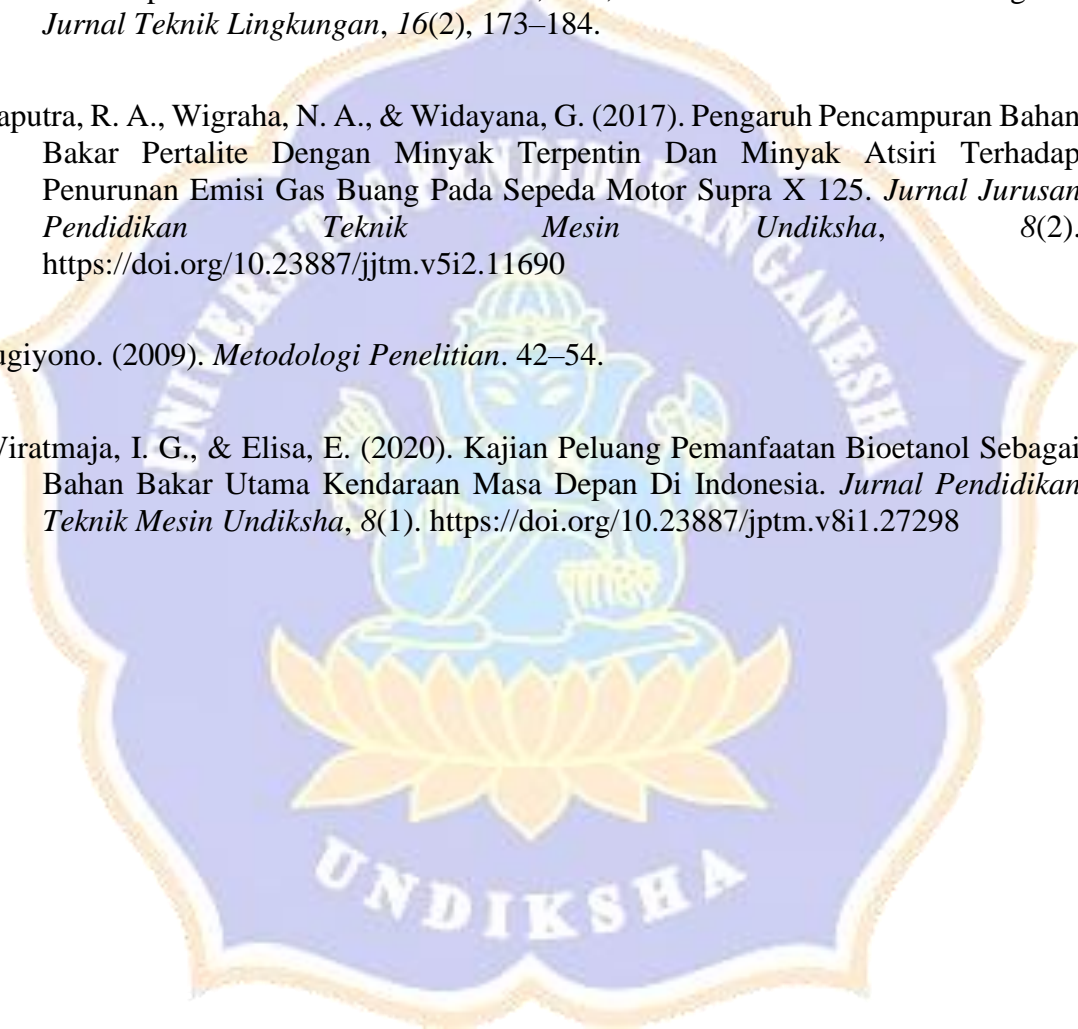 Jurnal Teknik Lingkungan, 16(2), 173–184.
aputra, R. A., Wigraha, N. A., & Widayana, G. (2017). Pengaruh Pencampuran Bahan
Bakar Pertalite Dengan Minyak Terpentin Dan Minyak Atsiri Terhadap
Penurunan Emisi Gas Buang Pada Sepeda Motor Supra X 125. Jurnal Jurusan
Pendidikan Teknik Mesin Undiksha, 8(2).
https://doi.org/10.23887/jjtm.v5i2.11690
ugiyono. (2009). Metodologi Penelitian. 42–54.
Wiratmaja, I. G., & Elisa, E. (2020). Kajian Peluang Pemanfaatan Bioetanol Sebagai
Bahan Bakar Utama Kendaraan Masa Depan Di Indonesia. Jurnal Pendidikan
Teknik Mesin Undiksha, 8(1). https://doi.org/10.23887/jptm.v8i1.27298
UNIVERSITAS PENDIDIKAN GANESHA
UNDIKSHA